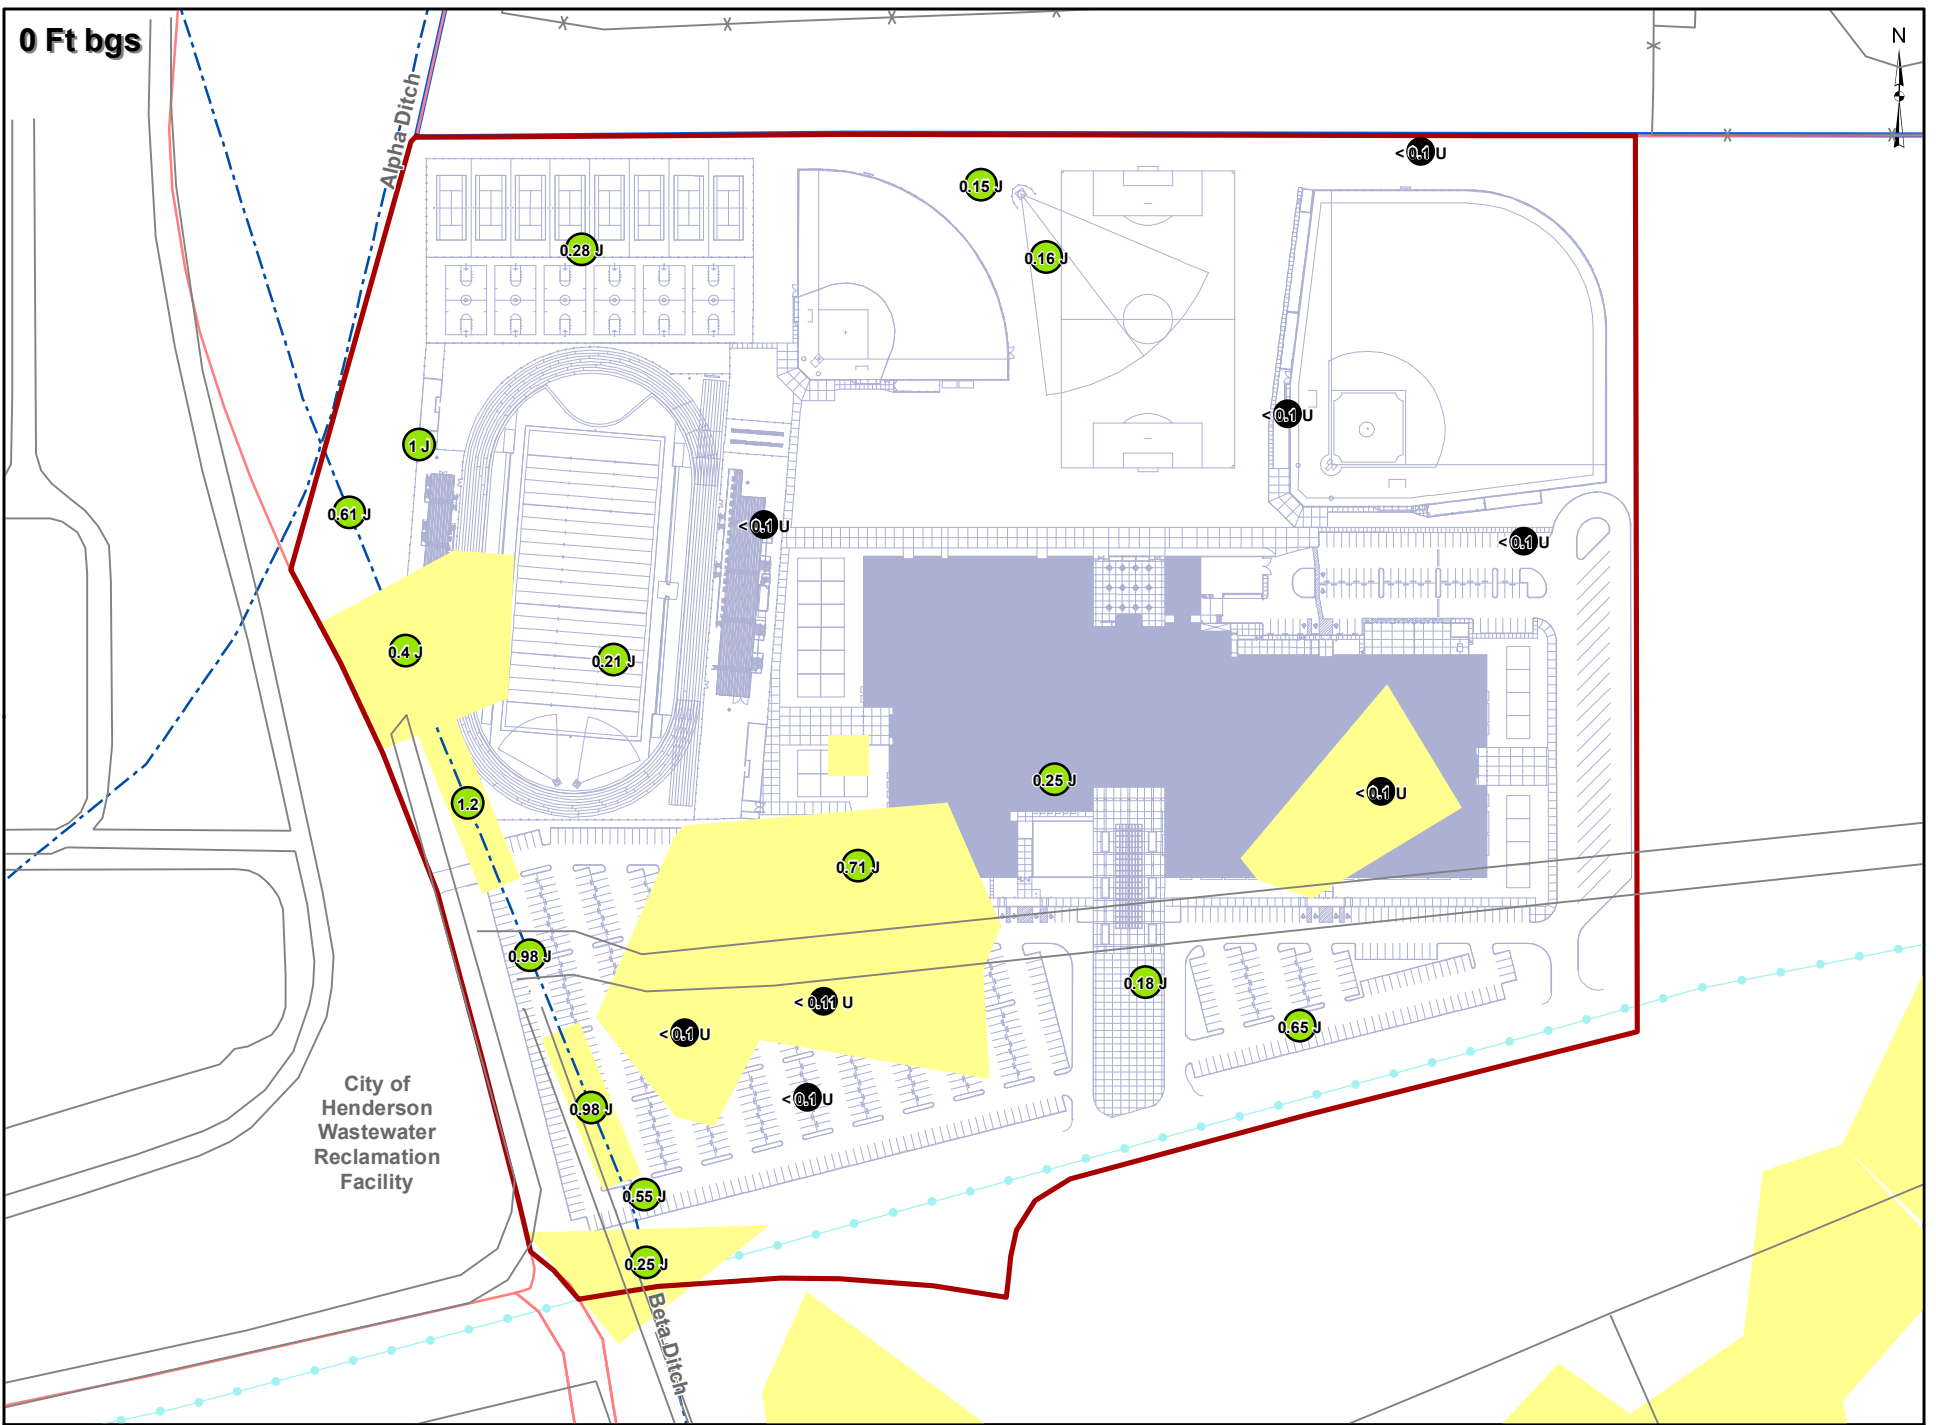 0 Ft bgs
N
Alpha Ditch
< 0.1 U
0.15 J
0.28 J
0.16 J
< 0.1 U
1 J
0.61 J
< 0.1 U
< 0.1 U
0.4 J
0.21 J
0.25 J
< 0.1 U
1.2
0.71 J
0.98 J
0.18 J
< 0.11 U
0.65 J
< 0.1 U
City of
Henderson
Wastewater
Reclamation
Facility
< 0.1 U
0.98 J
0.55 J
0.25 J
Beta Ditch